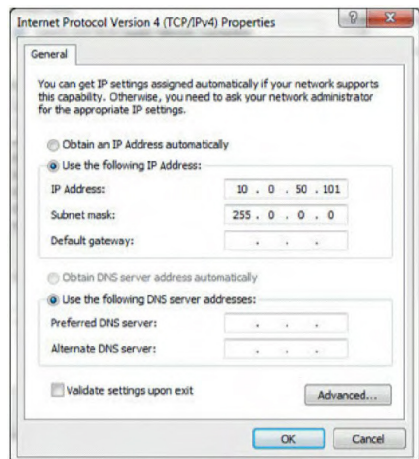 Internet Protocol Version 4 (TCP/IPv4) Properties
General
You can get IP settings assigned automatically if your network supports
this capability. Otherwise, you need to ask your network administrator
for the appropriate IP settings.
Obtain an IP Address automatically
Use the following IP Address:
IP Address: 10 . 0 . 50 . 101
Subnet mask: 255 . 0 . 0 . 0
Default gateway: . . .
Obtain DNS server address automatically
Use the following DNS server addresses:
Preferred DNS server: . . .
Alternate DNS server: . . .
Validate settings upon exit
Advanced...
OK Cancel